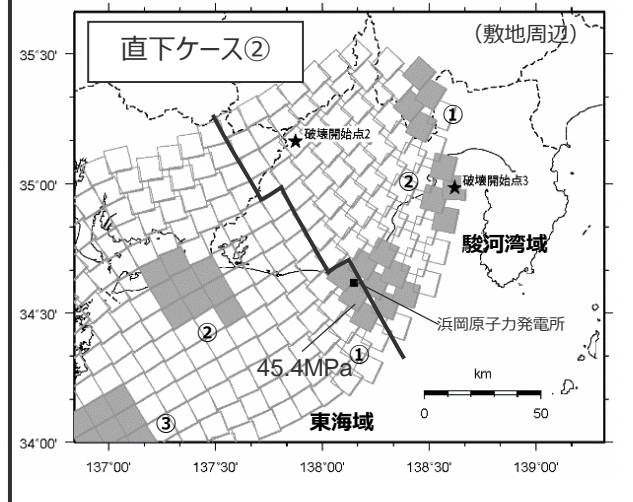 直下ケース②
(敷地周辺)
35°30'
①
★破壊開始点2
②
★破壊開始点3
35°00'
駿河湾域
34°30'
②
浜岡原子力発電所
45.4MPa
①
km
0
50
③
東海域
34°00'
137°00'
137°30'
138°00'
138°30'
139°00'